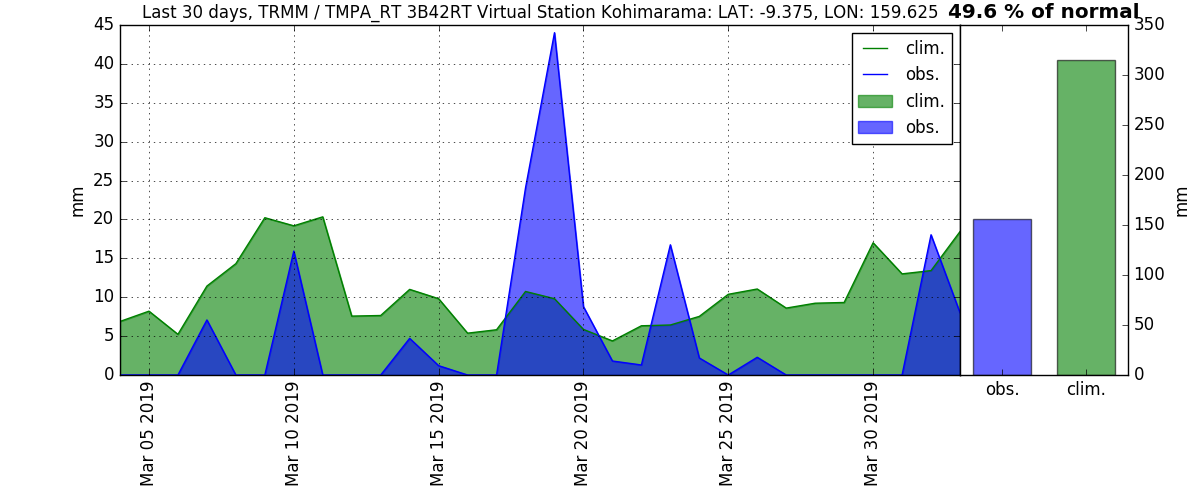 Last 30 days, TRMM / TMPA_RT 3B42RT Virtual Station Kohimarama: LAT: -9.375, LON: 159.625
49.6 % of normal
45
40
35
30
25
20
15
10
5
0
mm
Mar 05 2019
Mar 10 2019
Mar 15 2019
Mar 20 2019
Mar 25 2019
Mar 30 2019
clim.
obs.
clim.
obs.
350
300
250
200
150
100
50
0
mm
obs.
clim.